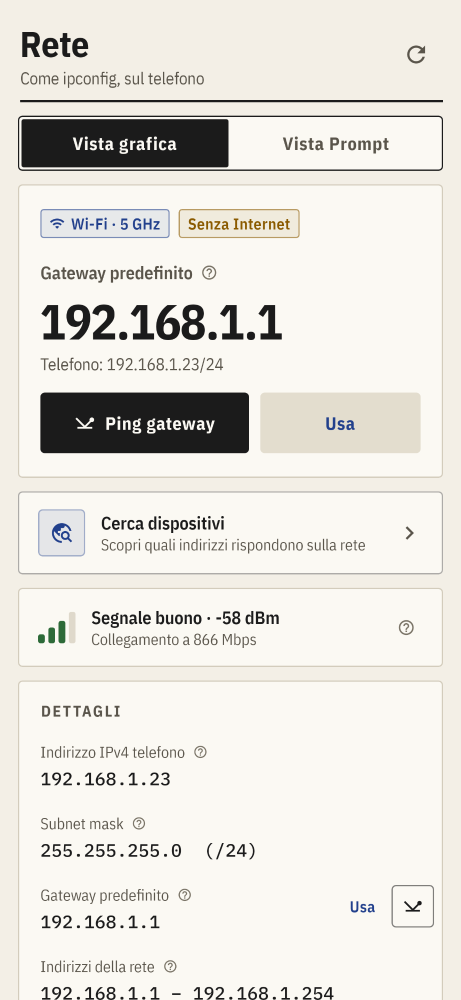 Rete
Come ipconfig, sul telefono
Vista grafica
Vista Prompt
Wi-Fi · 5 GHz
Senza Internet
Gateway predefinito
192.168.1.1
Telefono: 192.168.1.23/24
Ping gateway
Usa
Cerca dispositivi
Scopri quali indirizzi rispondono sulla rete
Segnale buono · -58 dBm
Collegamento a 866 Mbps
DETTAGLI
Indirizzo IPv4 telefono
192.168.1.23
Subnet mask
255.255.255.0 (/24)
Gateway predefinito
192.168.1.1
Usa
Indirizzi della rete
192.168.1.1 – 192.168.1.254